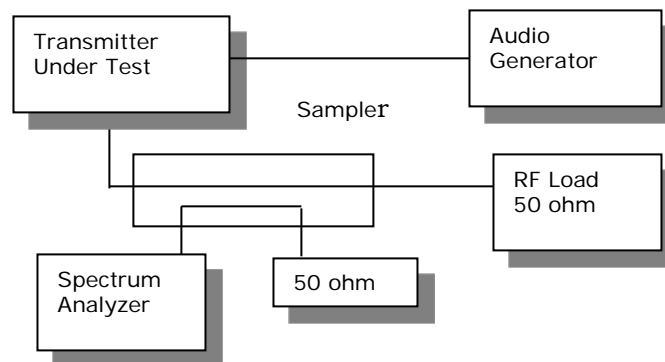 Transmitter
Under Test
Audio
Generator
Sampler
RF Load
50 ohm
Spectrum
Analyzer
50 ohm